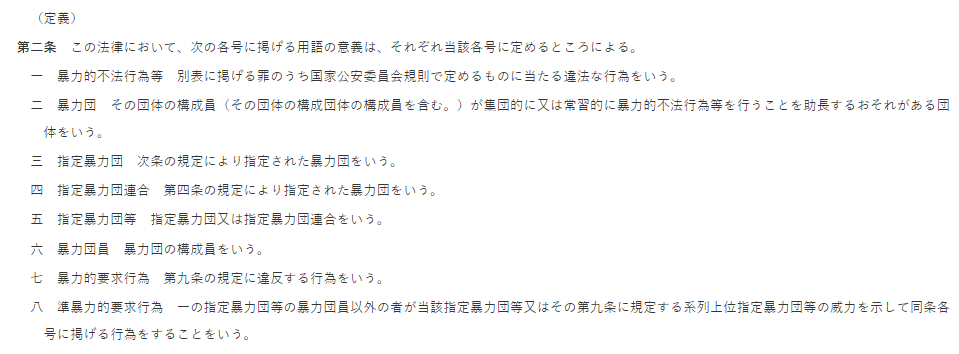 （定義）
第二条　この法律において、次の各号に掲げる用語の意義は、それぞれ当該各号に定めるところによる。
一　暴力的不法行為等　別表に掲げる罪のうち国家公安委員会規則で定めるものに当たる違法な行為をいう。
二　暴力団　その団体の構成員（その団体の構成団体の構成員を含む。）が集団的に又は常習的に暴力的不法行為等を行うことを助長するおそれがある団
体をいう。
三　指定暴力団　次条の規定により指定された暴力団をいう。
四　指定暴力団連合　第四条の規定により指定された暴力団をいう。
五　指定暴力団等　指定暴力団又は指定暴力団連合をいう。
六　暴力団員　暴力団の構成員をいう。
七　暴力的要求行為　第九条の規定に違反する行為をいう。
八　準暴力的要求行為　一の指定暴力団等の暴力団員以外の者が当該指定暴力団等又はその第九条に規定する系列上位指定暴力団等の威力を示して同条各
号に掲げる行為をすることをいう。